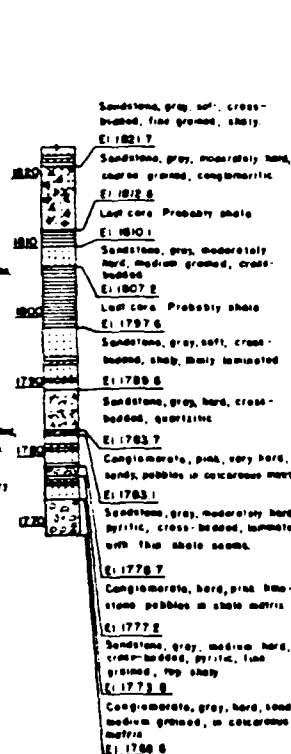 Sandstone, gray, soft, cross-
bedded, fine grained, shaly.
El. 1821.7
Sandstone, gray, moderately hard,
coarse grained, conglomeritic
1820
El. 1812.6
Lost core Probably shale
El. 1810.1
1810
Sandstone, gray, moderately
hard, medium grained, cross-
bedded
El. 1807.2
Lost core Probably shale
1800
El. 1797.6
Sandstone, gray, soft, cross-
bedded, shaly, thinly laminated
1790
El. 1789.6
Sandstone, gray, hard, cross-
bedded, quartzitic
El. 1783.7
1780
Conglomerate, pink, very hard,
sandy, pebbles in calcareous matrix
El. 1783.1
Sandstone, gray, moderately hard
pyritic, cross-bedded, laminated
with thin shale seams.
1770
El. 1778.7
Conglomerate, hard, pink lime-
stone pebbles in shale matrix
El. 1777.2
Sandstone, gray, medium hard,
cross-bedded, pyritic, fine
grained, top shaly
El. 1773.8
Conglomerate, gray, hard, sand
medium grained, in calcareous
matrix
El. 1768.6